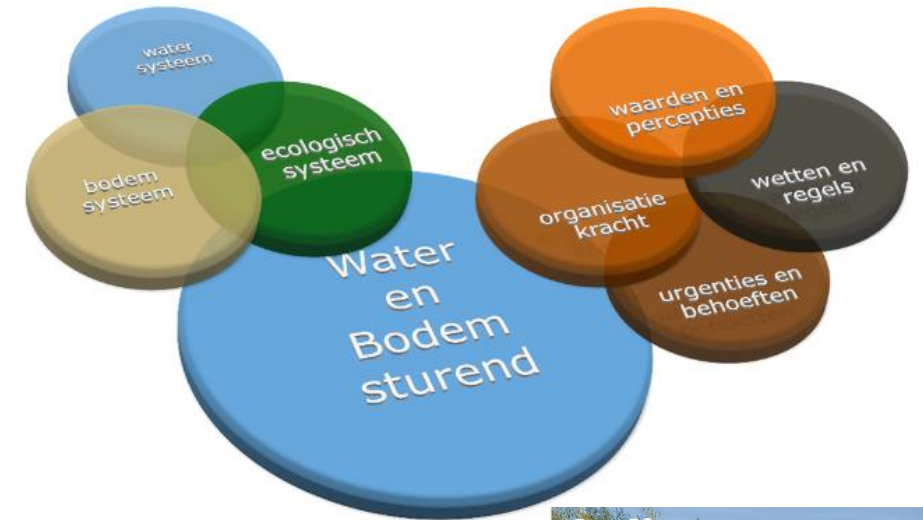 water
systeem
bodem
systeem
ecologisch
systeem
Water
en
Bodem
sturend
waarden en
percepties
organisatie
kracht
wetten en
regels
urgenties en
behoeften